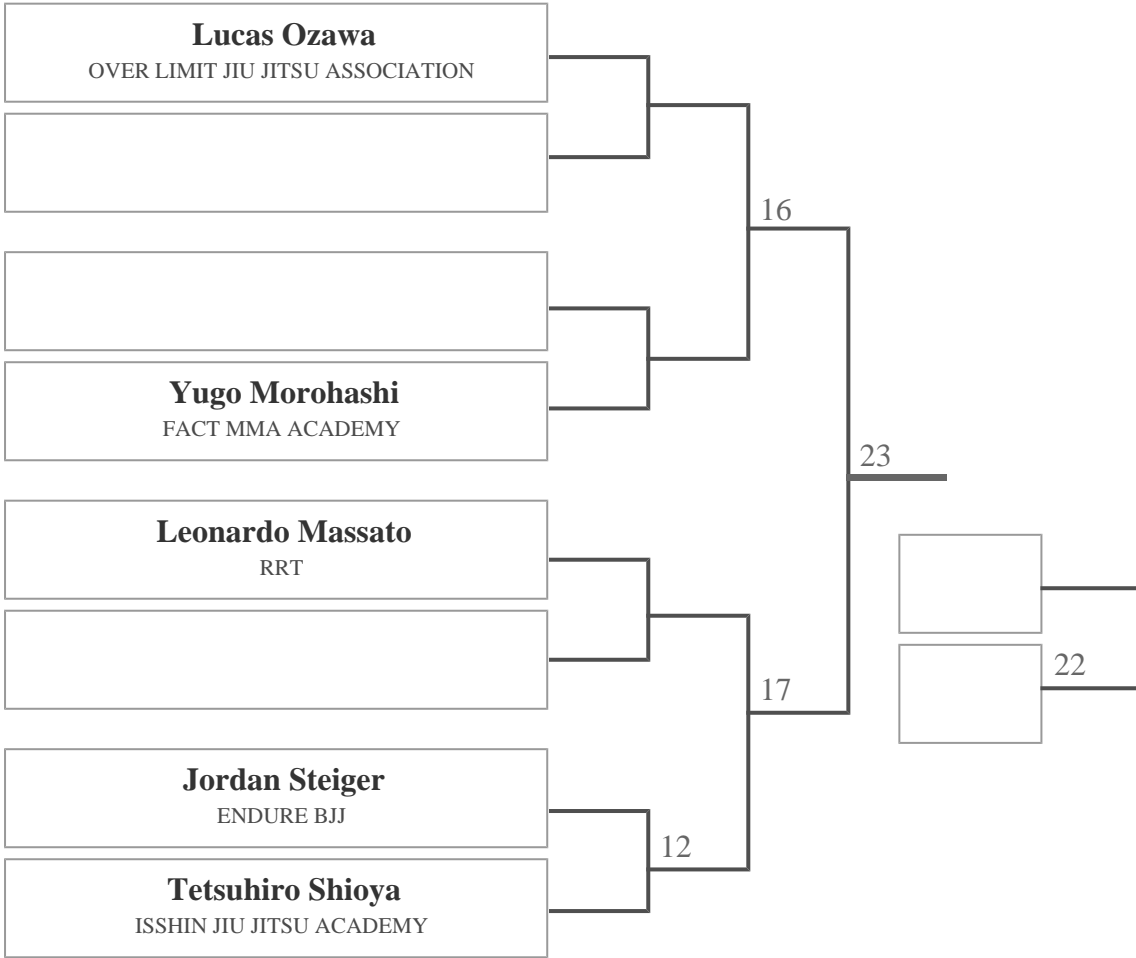 Lucas Ozawa
OVER LIMIT JIU JITSU ASSOCIATION
16
Yugo Morohashi
FACT MMA ACADEMY
23
Leonardo Massato
RRT
22
17
Jordan Steiger
ENDURE BJJ
12
Tetsuhiro Shioya
ISSHIN JIU JITSU ACADEMY